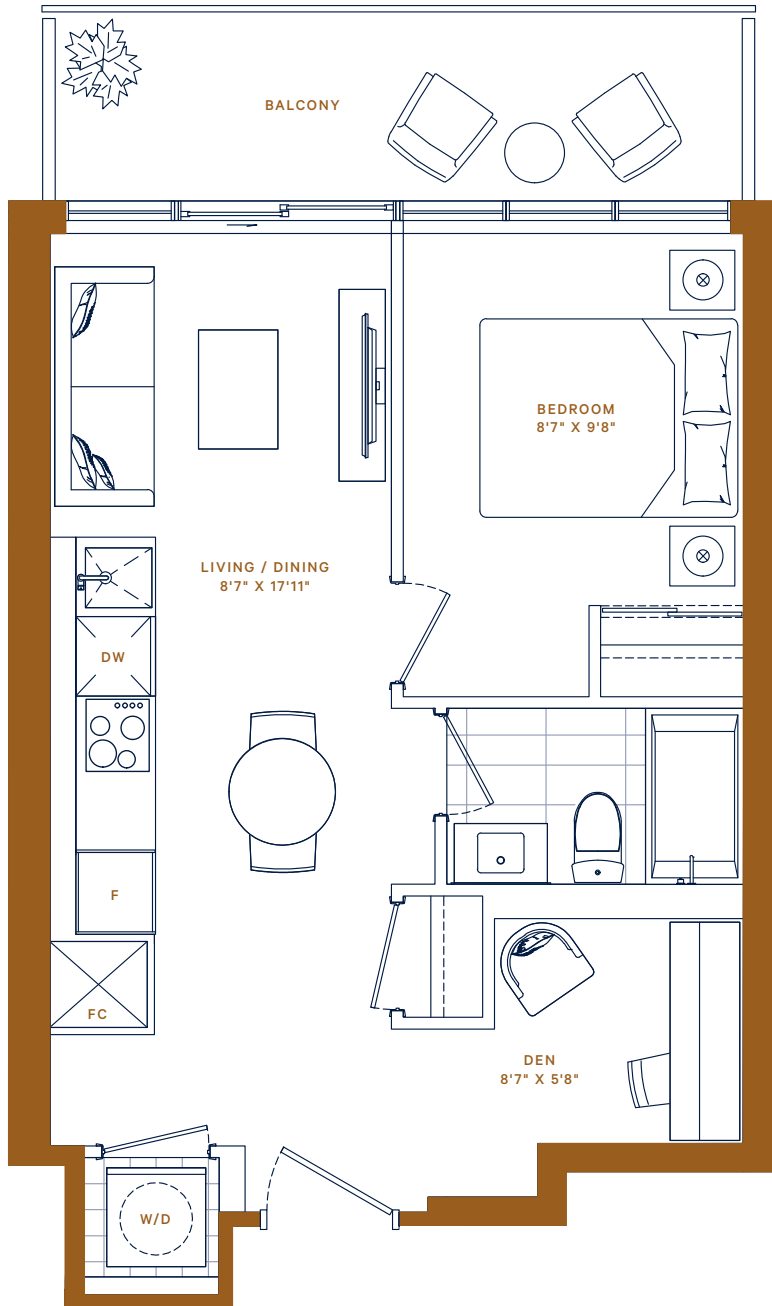 BALCONY
BEDROOM
8'7" X 9'8"
LIVING / DINING
8'7" X 17'11"
DW
F
FC
DEN
8'7" X 5'8"
W/D